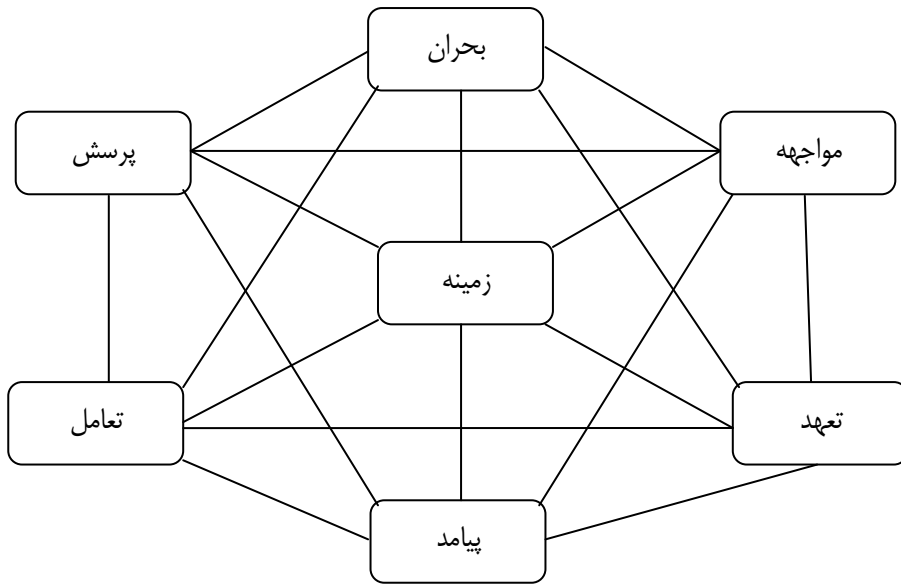 بحران
مواجهه
پرسش
زمینه
تعهد
تعامل
پیامد